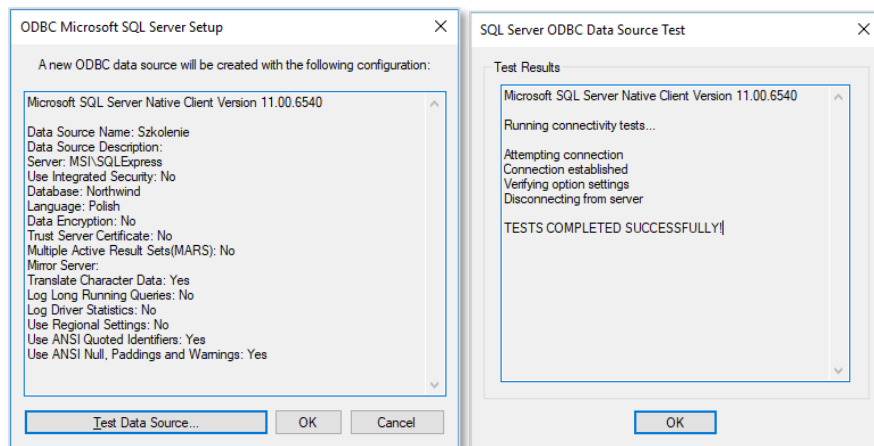 ODBC Microsoft SQL Server Setup
A new ODBC data source will be created with the following configuration:
Microsoft SQL Server Native Client Version 11.00.6540
Data Source Name: Szkolenie
Data Source Description:
Server: MSI\SQLExpress
Use Integrated Security: No
Database: Northwind
Language: Polish
Data Encryption: No
Trust Server Certificate: No
Multiple Active Result Sets(MARS): No
Mirror Server:
Translate Character Data: Yes
Log Long Running Queries: No
Log Driver Statistics: No
Use Regional Settings: No
Use ANSI Quoted Identifiers: Yes
Use ANSI Null, Paddings and Warnings: Yes
Test Data Source...
OK
Cancel
SQL Server ODBC Data Source Test
Test Results
Microsoft SQL Server Native Client Version 11.00.6540
Running connectivity tests...
Attempting connection
Connection established
Verifying option settings
Disconnecting from server
TESTS COMPLETED SUCCESSFULLY!
OK